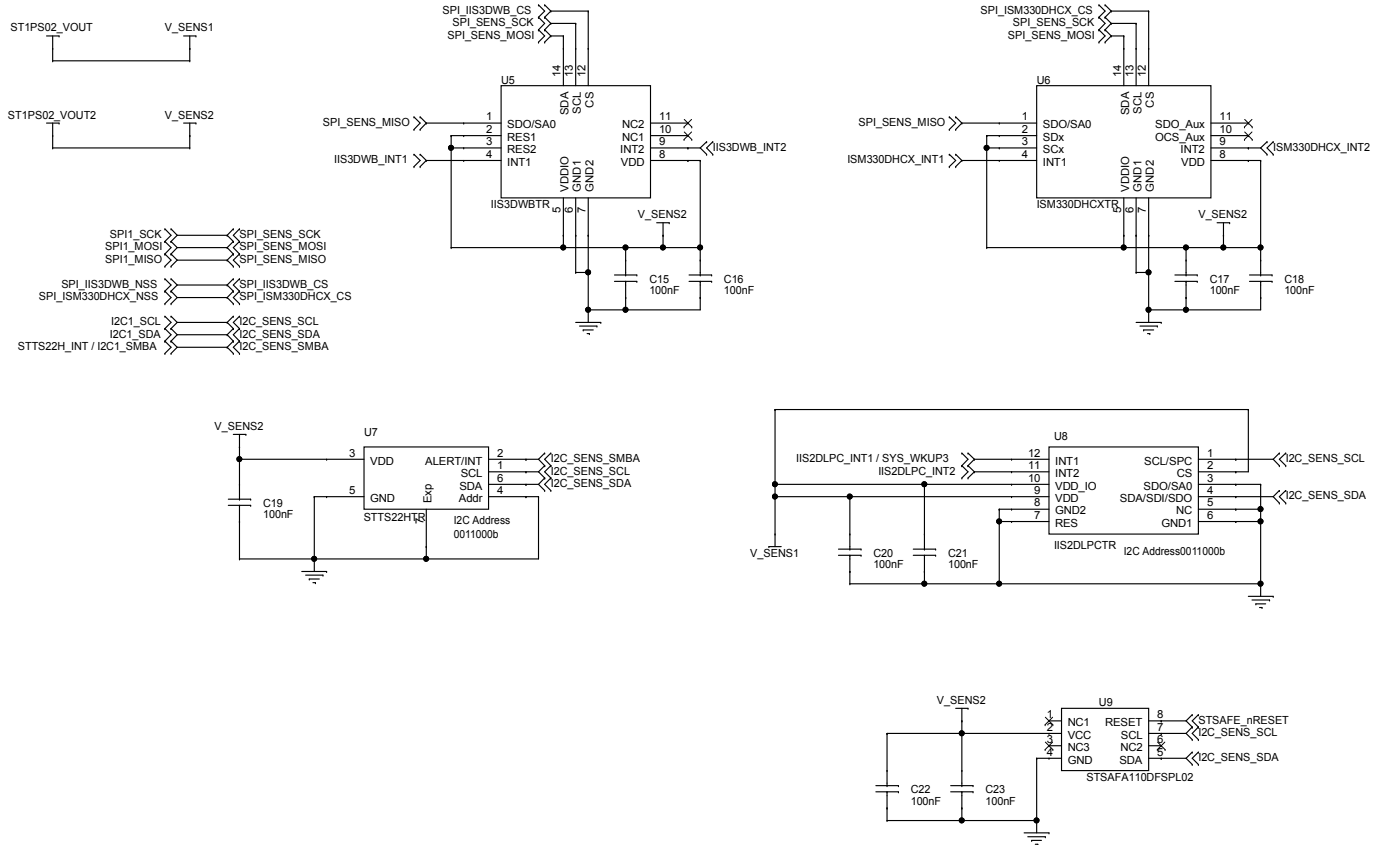 ST1PS02_VOUT V_SENS1
ST1PS02_VOUT2 V_SENS2
SPI1_SCK SPI_SENS_SCK
SPI1_MOSI SPI_SENS_MOSI
SPI1_MISO SPI_SENS_MISO
SPI_IIS3DWB_NSS SPI_IIS3DWB_CS
SPI_ISM330DHCX_NSS SPI_ISM330DHCX_CS
I2C1_SCL I2C_SENS_SCL
I2C1_SDA I2C_SENS_SDA
STTS22H_INT / I2C1_SMBA I2C_SENS_SMBA
SPI_IIS3DWB_CS
SPI_SENS_SCK
SPI_SENS_MOSI
U5
14 13 12
SDA SCL CS
SPI_SENS_MISO 1 SDO/SA0 NC2 11
2 RES1 NC1 10
3 RES2 INT2 9 IIS3DWB_INT2
IIS3DWB_INT1 4 INT1 VDD 8
VDDIO GND1 GND2
5 6 7
IIS3DWBTR
V_SENS2
C15 100nF
C16 100nF
SPI_ISM330DHCX_CS
SPI_SENS_SCK
SPI_SENS_MOSI
U6
14 13 12
SDA SCL CS
SPI_SENS_MISO 1 SDO/SA0 SDO_Aux 11
2 SDx OCS_Aux 10
3 SCx INT2 9 ISM330DHCX_INT2
ISM330DHCX_INT1 4 INT1 VDD 8
VDDIO GND1 GND2
5 6 7
ISM330DHCXTR
V_SENS2
C17 100nF
C18 100nF
V_SENS2
U7
3 VDD ALERT/INT 2 I2C_SENS_SMBA
SCL 1 I2C_SENS_SCL
SDA 6 I2C_SENS_SDA
5 GND Exp Addr 4
7
STTS22HTR
I2C Address
0011000b
C19
100nF
U8
IIS2DLPC_INT1 / SYS_WKUP3 12 INT1 SCL/SPC 1 I2C_SENS_SCL
IIS2DLPC_INT2 11 INT2 CS 2
10 VDD_IO SDO/SA0 3
9 VDD SDA/SDI/SDO 4 I2C_SENS_SDA
8 GND2 NC 5
7 RES GND1 6
IIS2DLPCTR
I2C Address0011000b
V_SENS1
C20 100nF
C21 100nF
V_SENS2
U9
1 NC1 RESET 8 STSAFE_nRESET
2 VCC SCL 7 I2C_SENS_SCL
3 NC3 NC2 6
4 GND SDA 5 I2C_SENS_SDA
STSAFA110DFSPL02
C22 100nF
C23 100nF